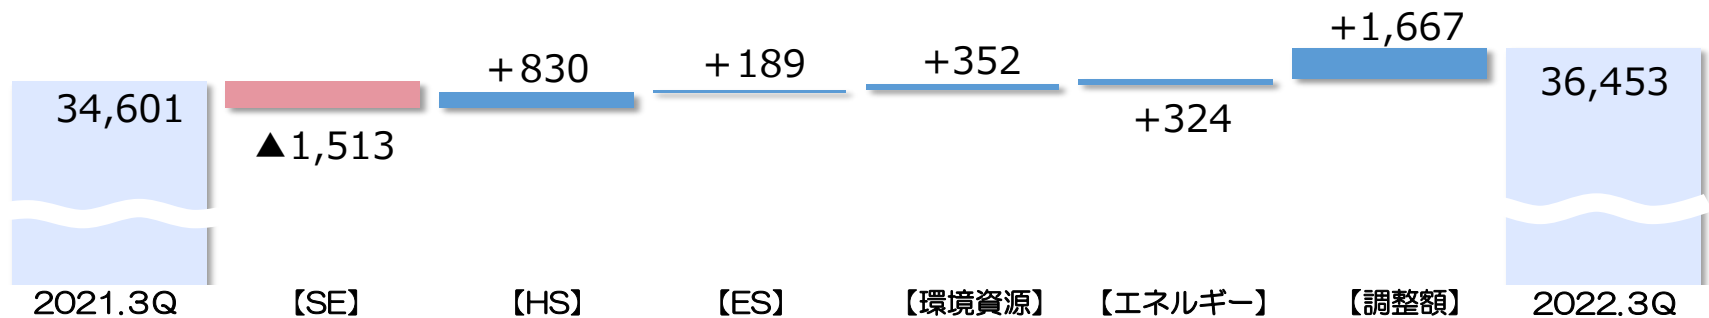 34,601
▲1,513
+830
+189
+352
+324
+1,667
36,453
2021.3Q
【SE】
【HS】
【ES】
【環境資源】
【エネルギー】
【調整額】
2022.3Q